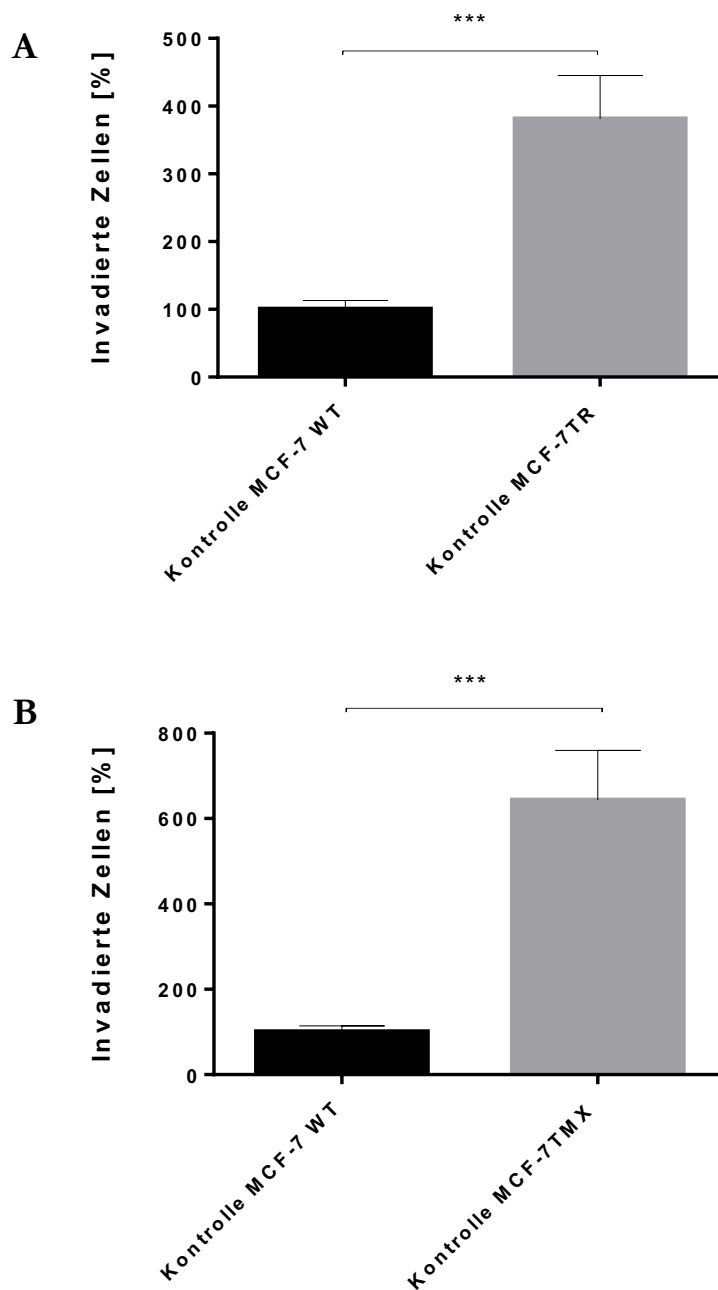 A
***
500
400
300
200
100
0
Invadierte Zellen [%]
Kontrolle MCF-7 WT
Kontrolle MCF-7TR
B
***
800
600
400
200
0
Invadierte Zellen [%]
Kontrolle MCF-7 WT
Kontrolle MCF-7TMX